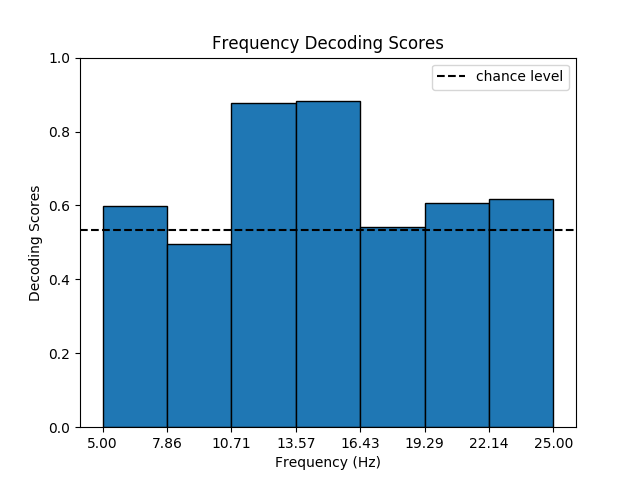 Frequency Decoding Scores
chance level
1.0
0.8
0.6
0.4
0.2
0.0
Decoding Scores
5.00 7.86 10.71 13.57 16.43 19.29 22.14 25.00
Frequency (Hz)